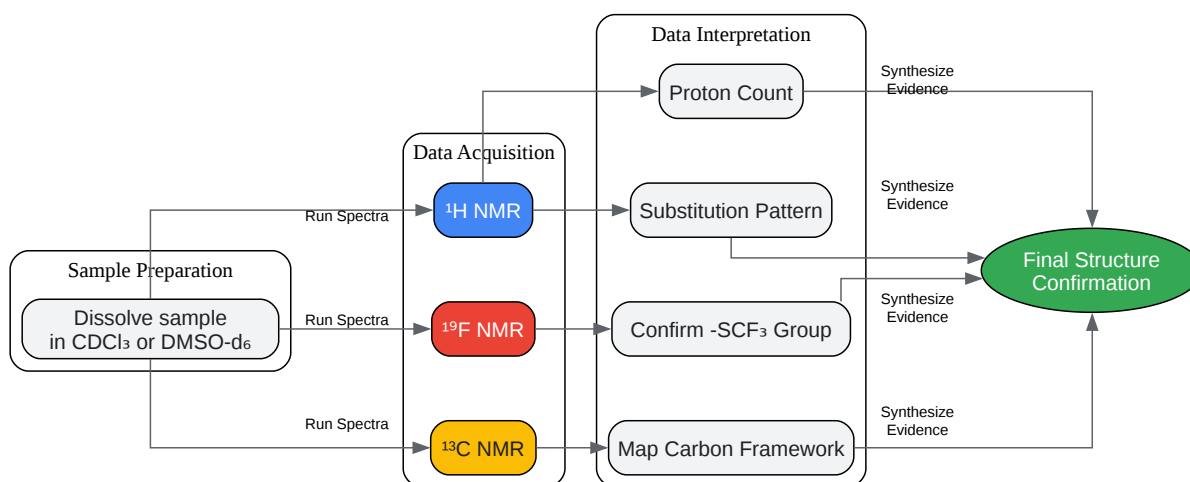 Data Interpretation
Synthesize
Evidence
Proton Count
Data Acquisition
¹H NMR
Substitution Pattern
Synthesize
Evidence
Run Spectra
Sample Preparation
Dissolve sample
in CDCl₃ or DMSO-d₆
Final Structure
Confirmation
Run Spectra
¹⁹F NMR
Confirm -SCF₃ Group
Synthesize
Evidence
Run Spectra
¹³C NMR
Map Carbon Framework
Synthesize
Evidence